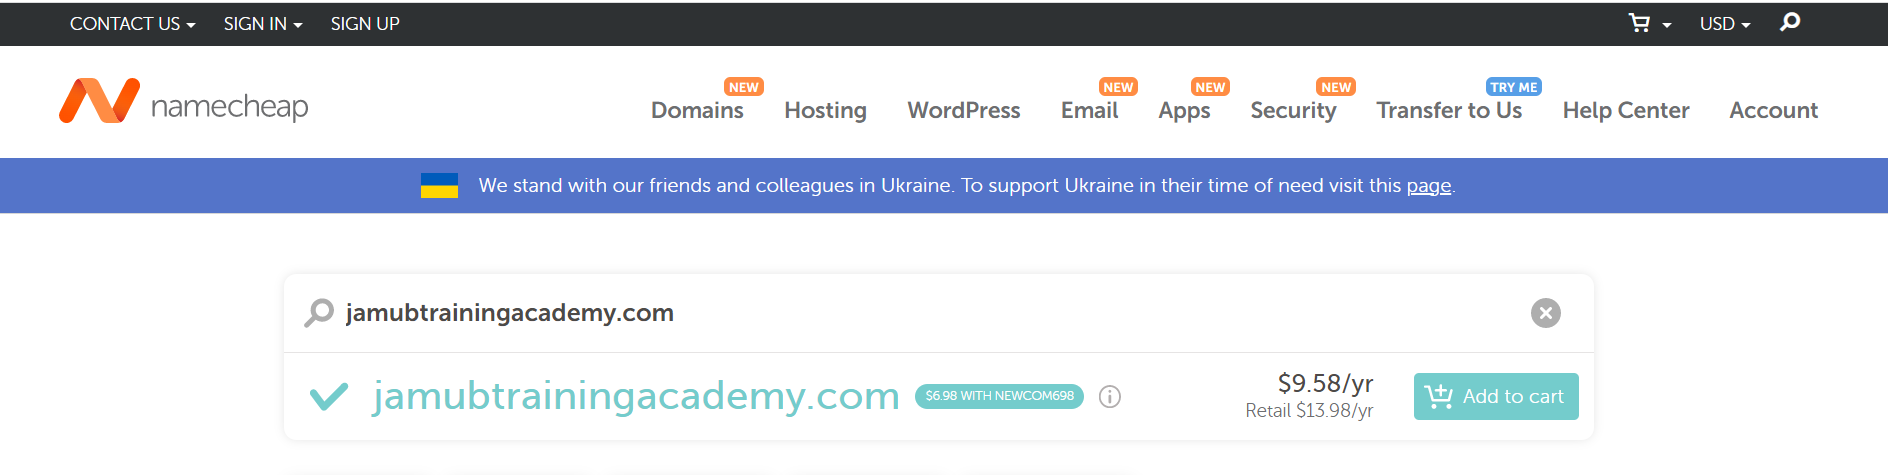 CONTACT US SIGN IN SIGN UP USD
NEW NEW NEW NEW TRY ME
namecheap Domains Hosting WordPress Email Apps Security Transfer to Us Help Center Account
We stand with our friends and colleagues in Ukraine. To support Ukraine in their time of need visit this page.
jamubtrainingacademy.com
jamubtrainingacademy.com $6.98 WITH NEWCOM698 $9.58/yr Add to cart
Retail $13.98/yr